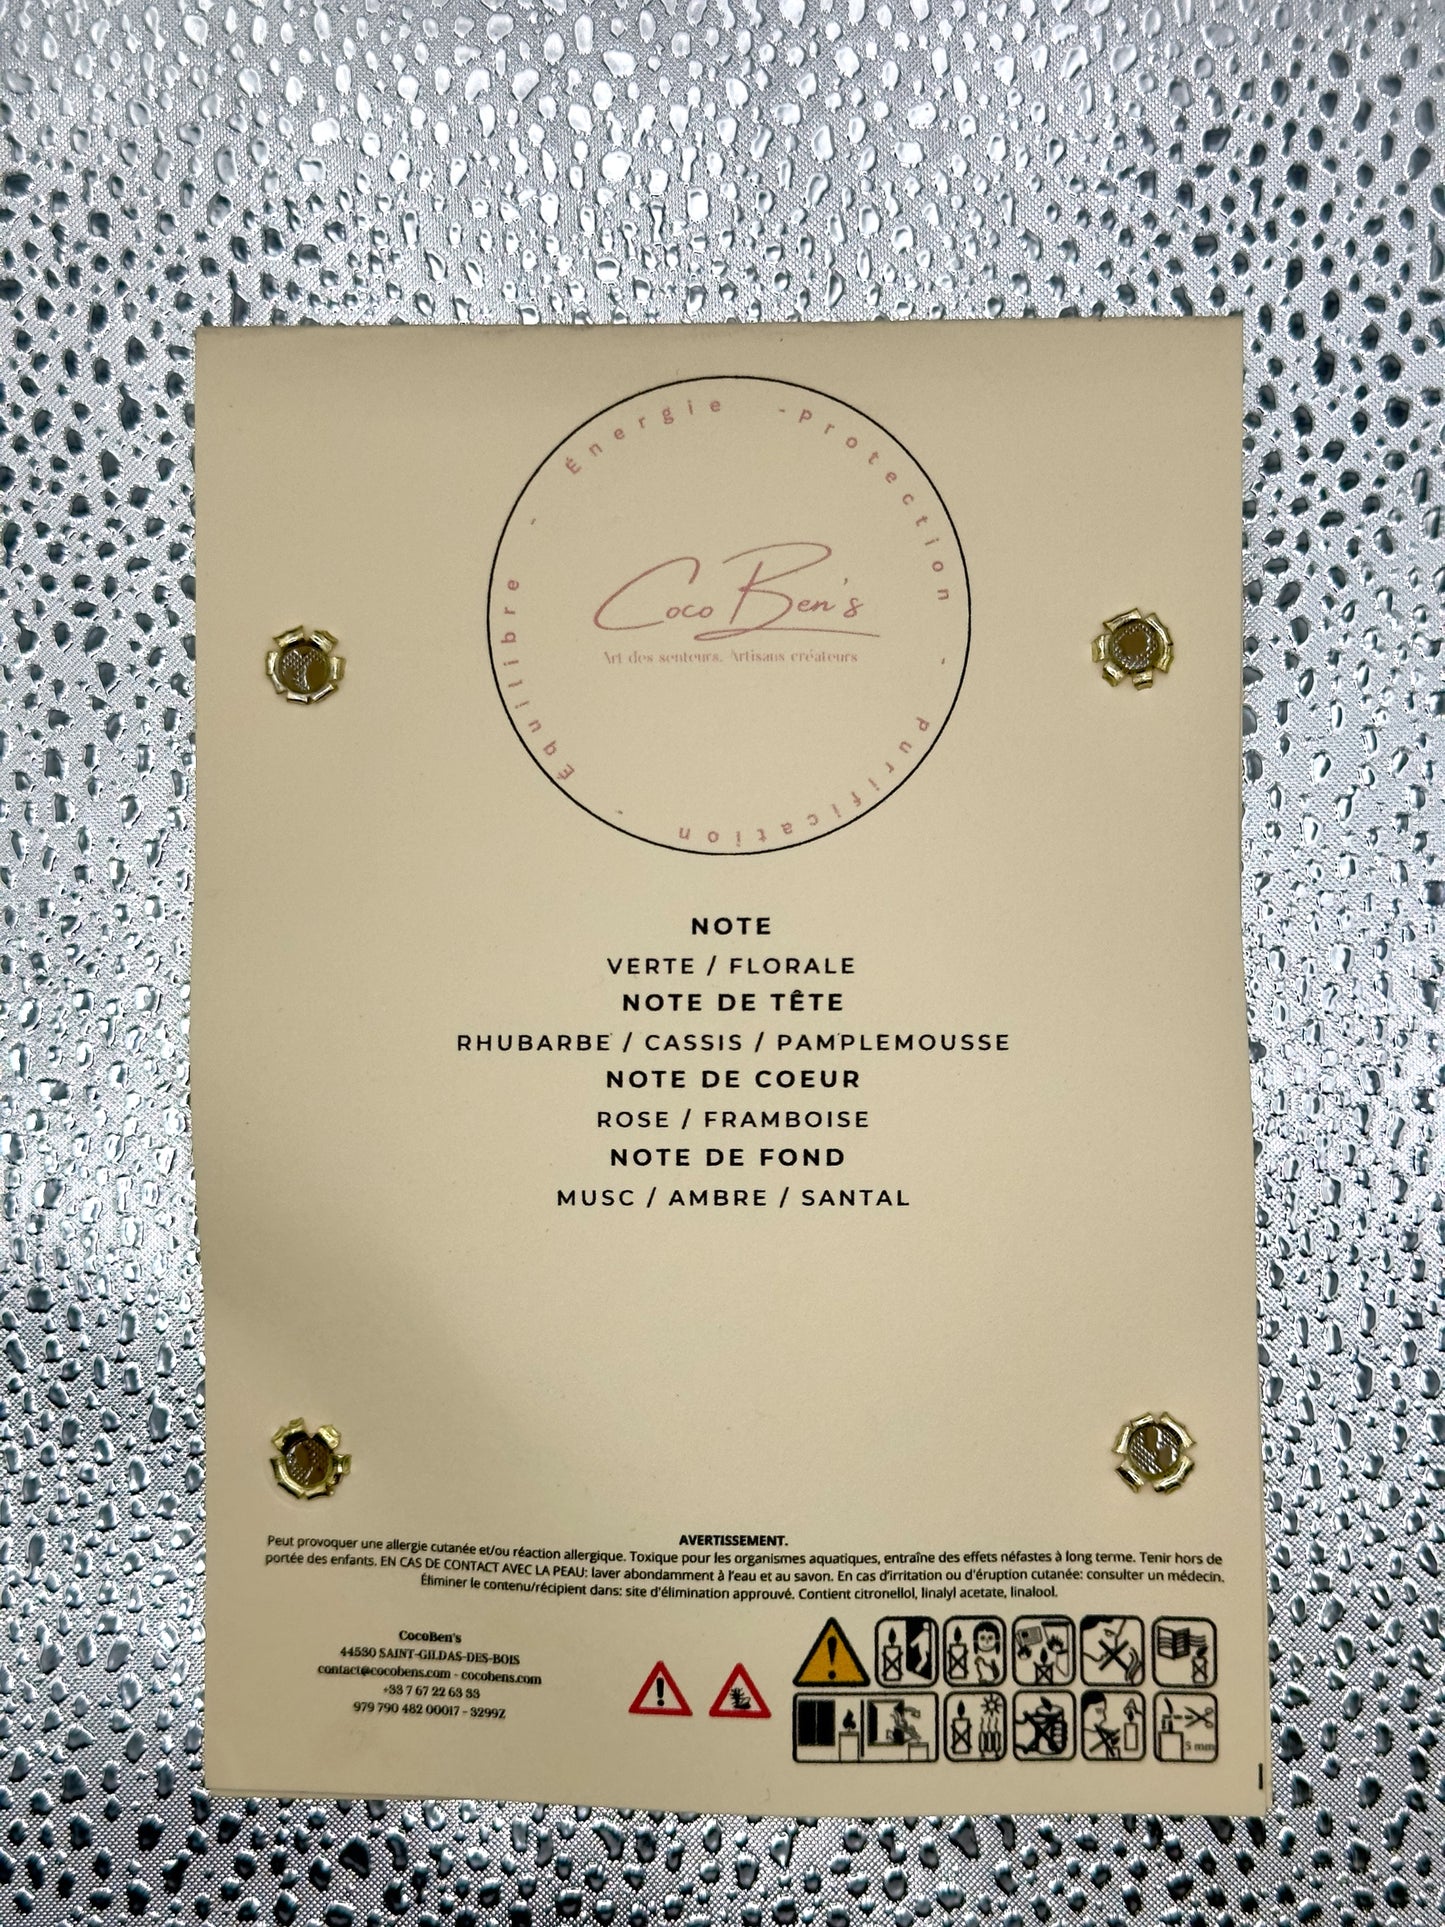 Énergie - Protection - Purification - Équilibre -
Coco Ben's
Art des senteurs, Artisans créateurs
NOTE
VERTE / FLORALE
NOTE DE TÊTE
RHUBARBE / CASSIS / PAMPLEMOUSSE
NOTE DE COEUR
ROSE / FRAMBOISE
NOTE DE FOND
MUSC / AMBRE / SANTAL
AVERTISSEMENT.
Peut provoquer une allergie cutanée et/ou réaction allergique. Toxique pour les organismes aquatiques, entraîne des effets néfastes à long terme. Tenir hors de
portée des enfants. EN CAS DE CONTACT AVEC LA PEAU: laver abondamment à l'eau et au savon. En cas d'irritation ou d'éruption cutanée: consulter un médecin.
Éliminer le contenu/récipient dans: site d'élimination approuvé. Contient citronellol, linalyl acetate, linalool.
CocoBen's
44530 SAINT-GILDAS-DES-BOIS
contact@cocobens.com - cocobens.com
+33 7 67 22 63 33
979 790 482 00017 - 3299Z
5 mm